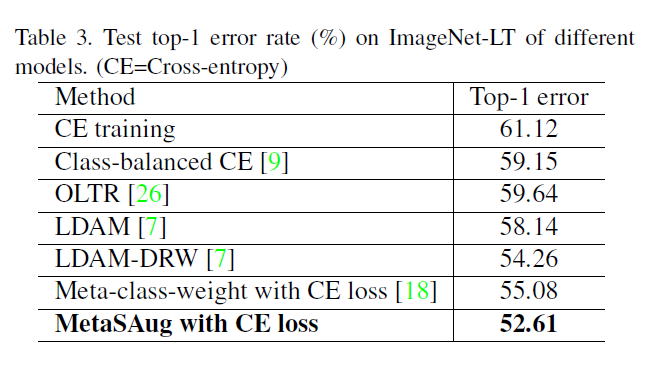 Table 3. Test top-1 error rate (%) on ImageNet-LT of different
models. (CE=Cross-entropy)
Method Top-1 error
CE training 61.12
Class-balanced CE [9] 59.15
OLTR [26] 59.64
LDAM [7] 58.14
LDAM-DRW [7] 54.26
Meta-class-weight with CE loss [18] 55.08
MetaSAug with CE loss 52.61